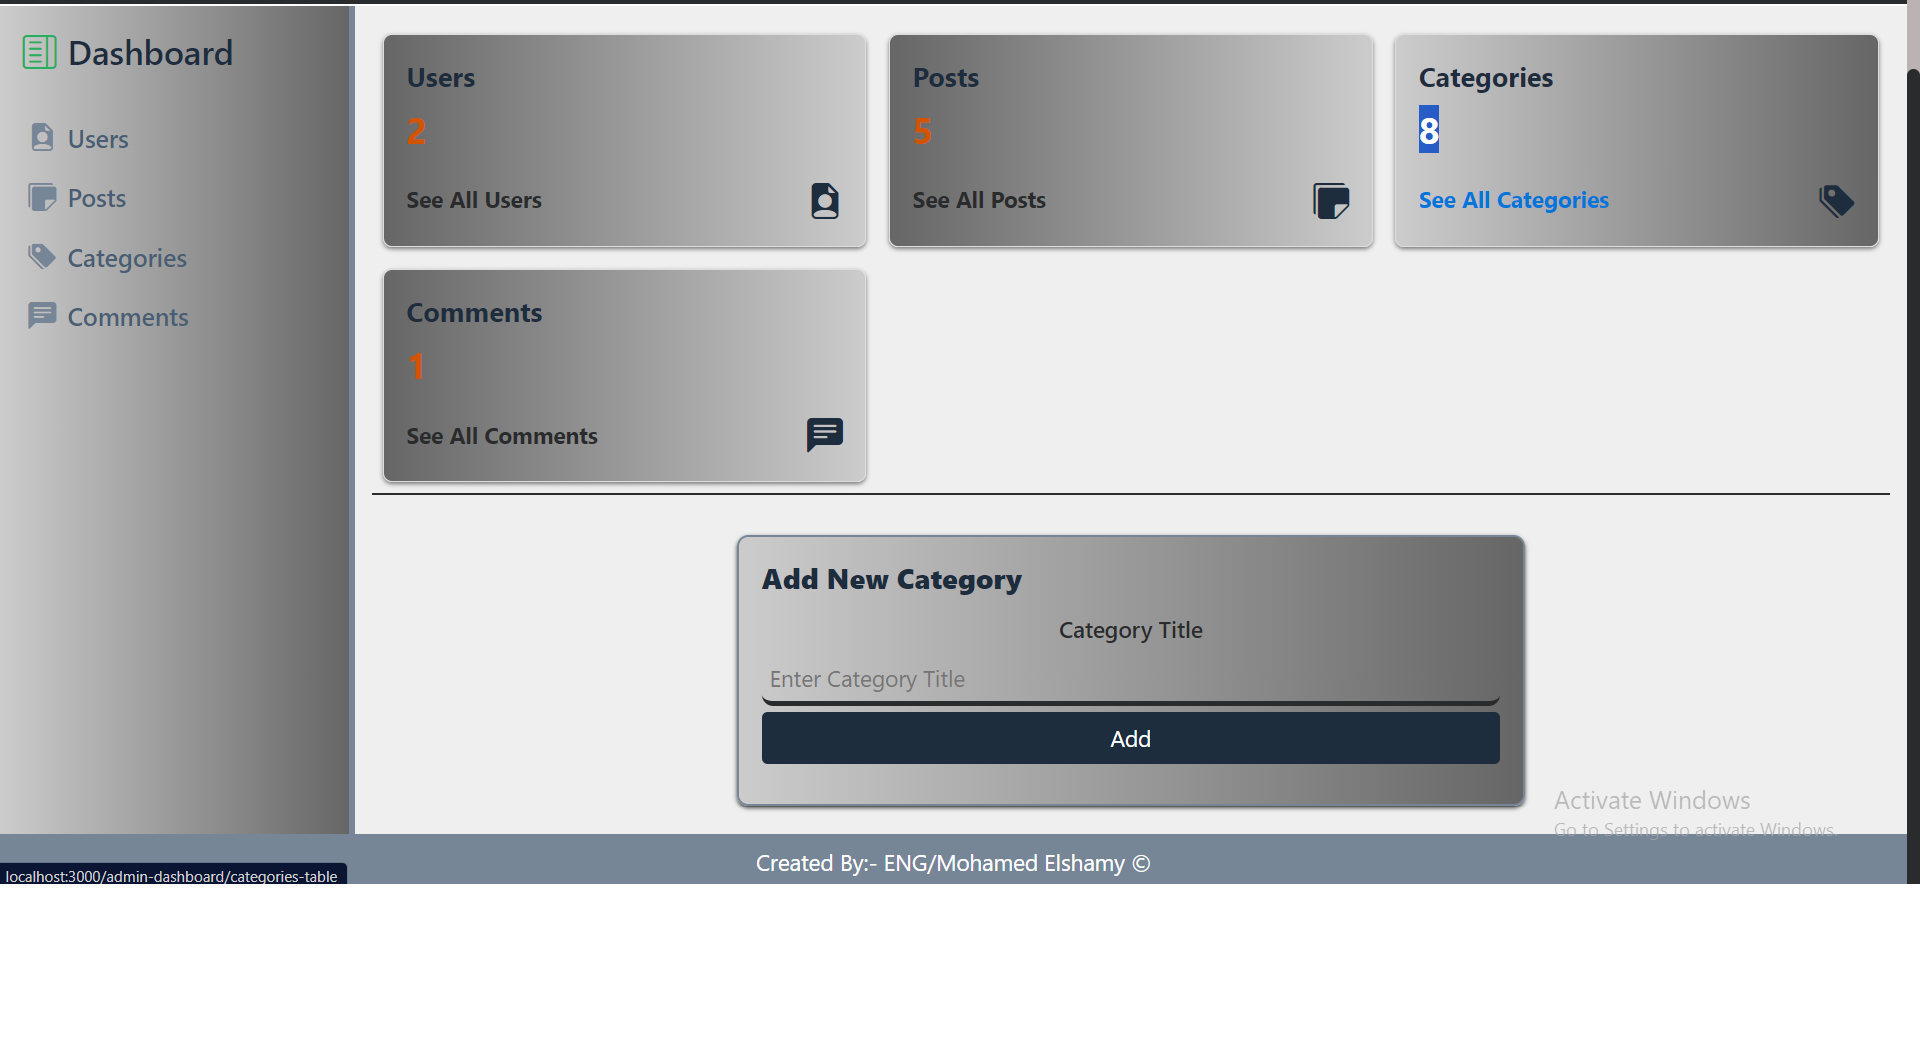 Dashboard
Users
Posts
Categories
Comments
Users
2
See All Users
Posts
5
See All Posts
Categories
8
See All Categories
Comments
1
See All Comments
Add New Category
Category Title
Enter Category Title
Add
Activate Windows
Go to Settings to activate Windows.
Created By:- ENG/Mohamed Elshamy ©
localhost:3000/admin-dashboard/categories-table